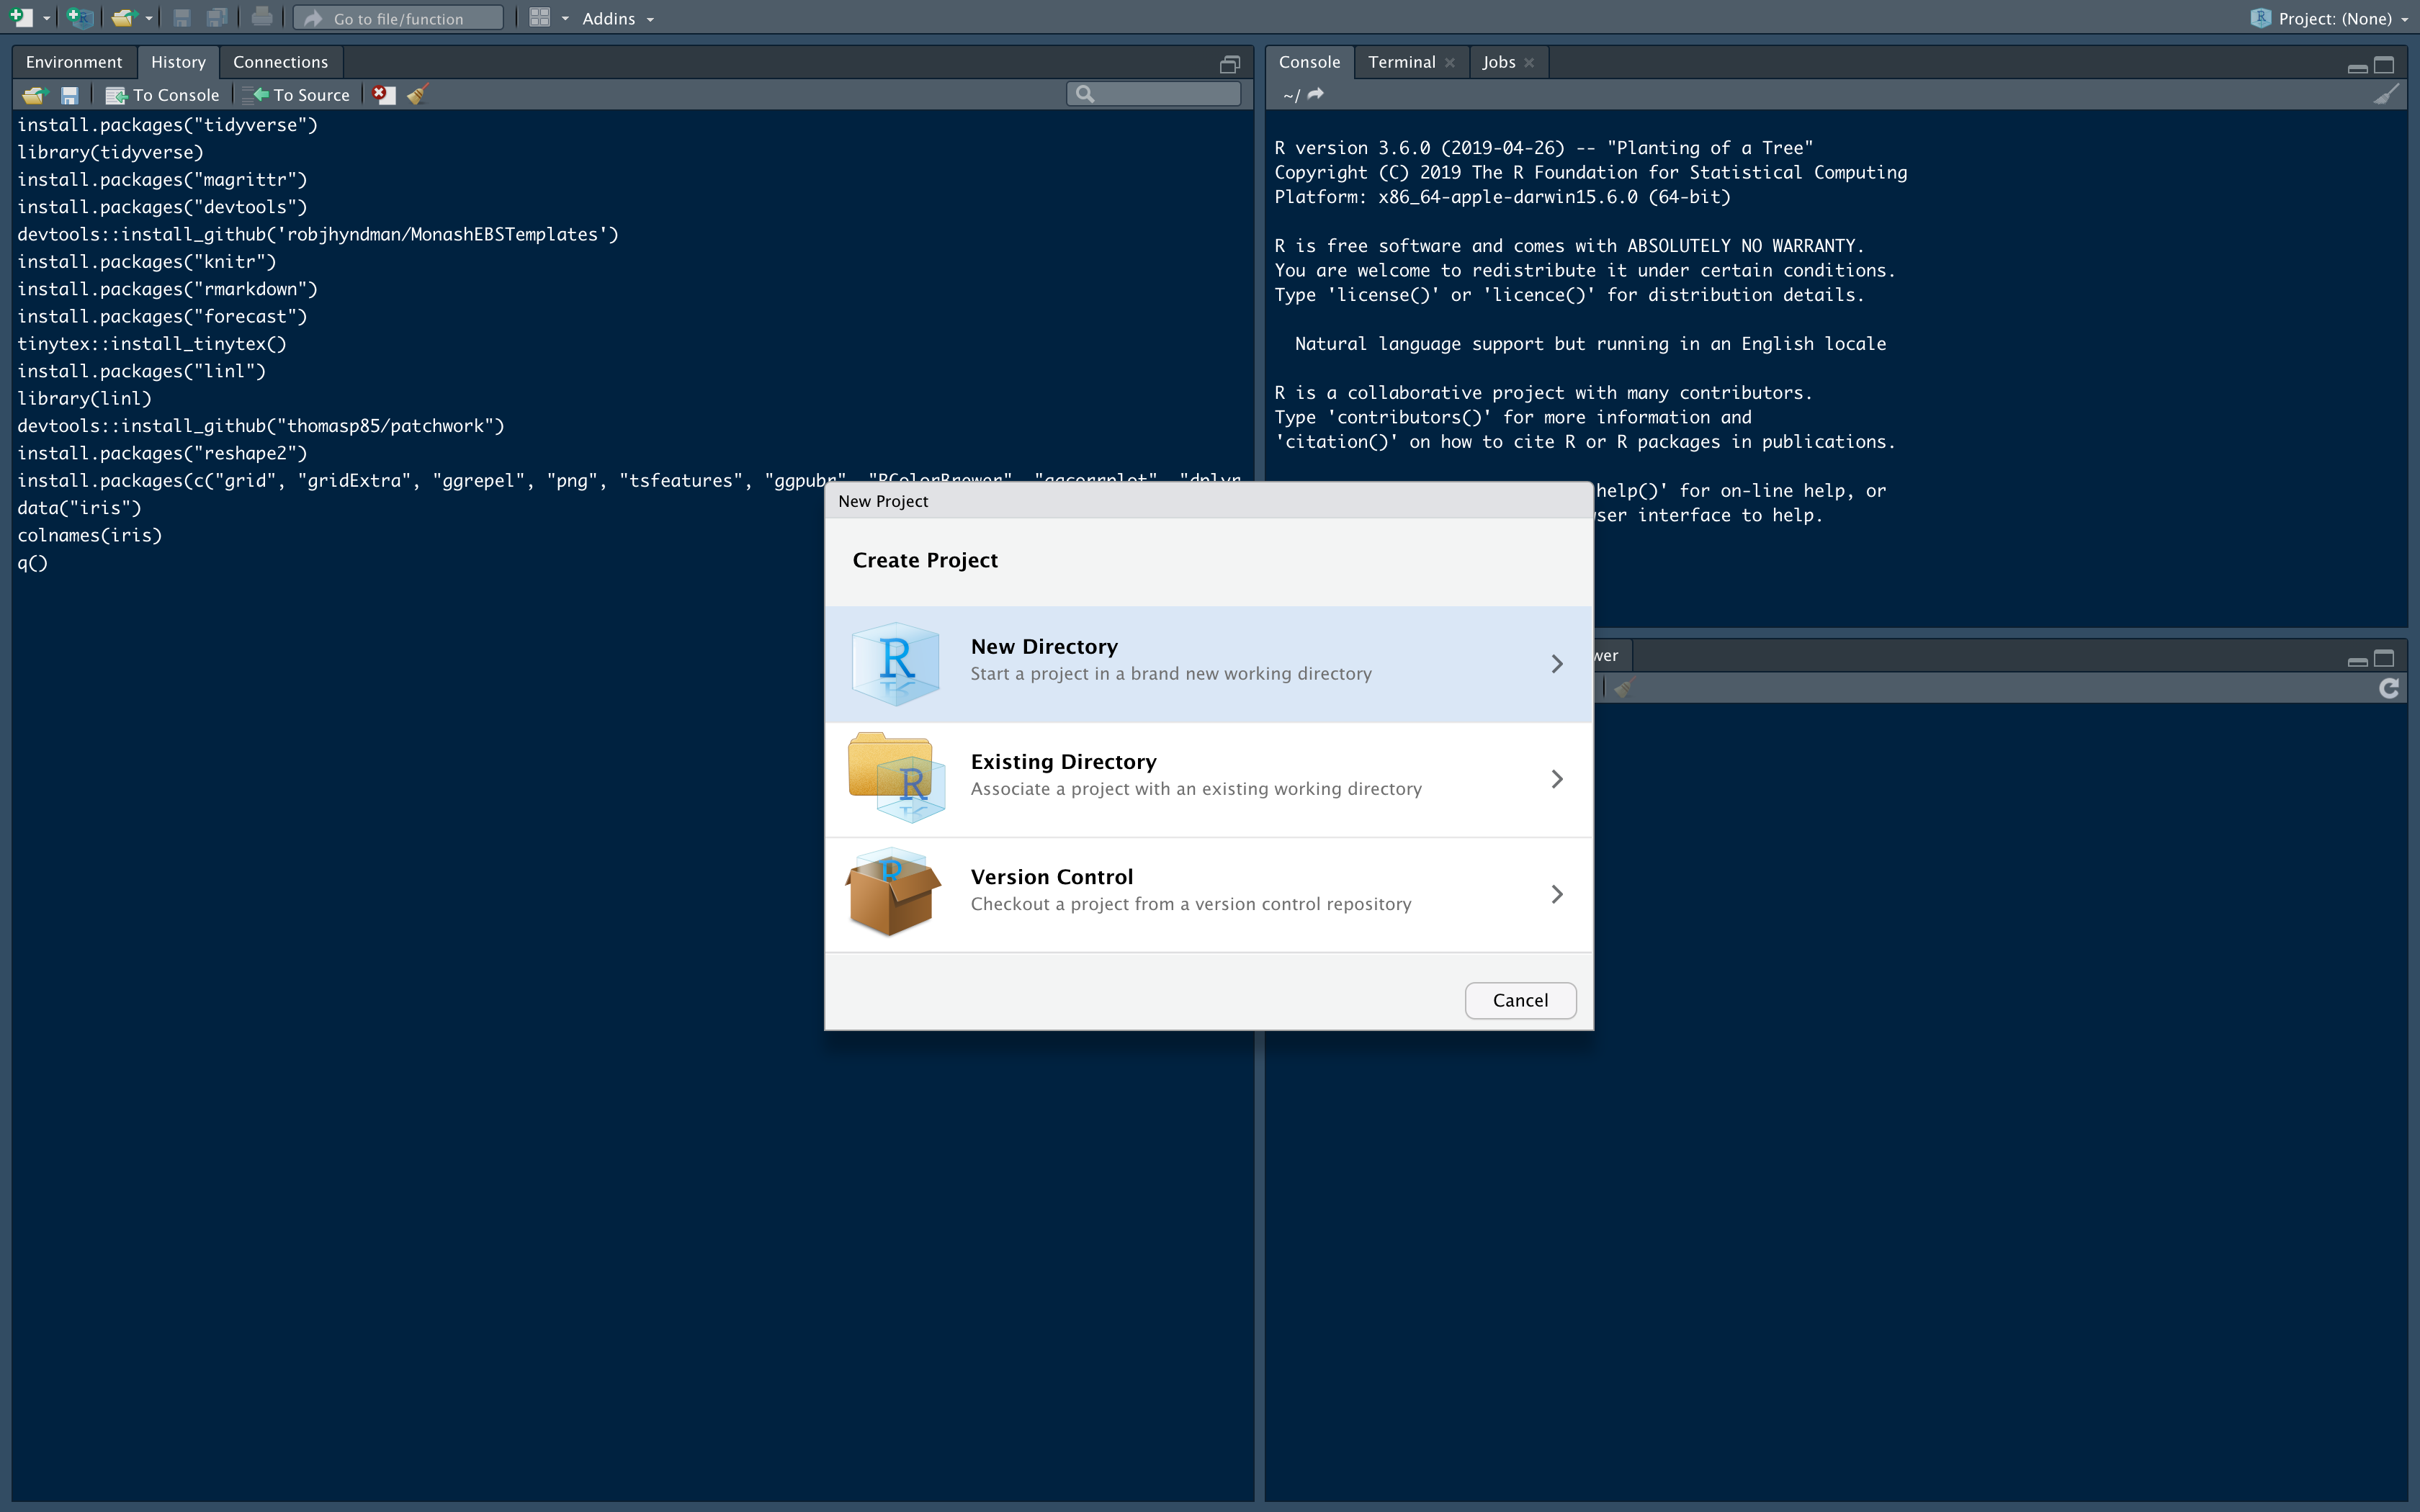 Go to file/function
Addins
Project: (None)
Environment
History
Connections
To Console
To Source
install.packages("tidyverse")
library(tidyverse)
install.packages("magrittr")
install.packages("devtools")
devtools::install_github('robjhyndman/MonashEBSTemplates')
install.packages("knitr")
install.packages("rmarkdown")
install.packages("forecast")
tinytex::install_tinytex()
install.packages("linl")
library(linl)
devtools::install_github("thomasp85/patchwork")
install.packages("reshape2")
install.packages(c("grid", "gridExtra", "ggrepel", "png", "tsfeatures", "ggpubr", "RColorBrewer", "ggcorrplot", "dplyr
data("iris")
colnames(iris)
q()
Console
Terminal
Jobs
~/
R version 3.6.0 (2019-04-26) -- "Planting of a Tree"
Copyright (C) 2019 The R Foundation for Statistical Computing
Platform: x86_64-apple-darwin15.6.0 (64-bit)
R is free software and comes with ABSOLUTELY NO WARRANTY.
You are welcome to redistribute it under certain conditions.
Type 'license()' or 'licence()' for distribution details.
Natural language support but running in an English locale
R is a collaborative project with many contributors.
Type 'contributors()' for more information and
'citation()' on how to cite R or R packages in publications.
help()' for on-line help, or
ser interface to help.
wer
New Project
Create Project
R
New Directory
Start a project in a brand new working directory
R
Existing Directory
Associate a project with an existing working directory
R
Version Control
Checkout a project from a version control repository
Cancel